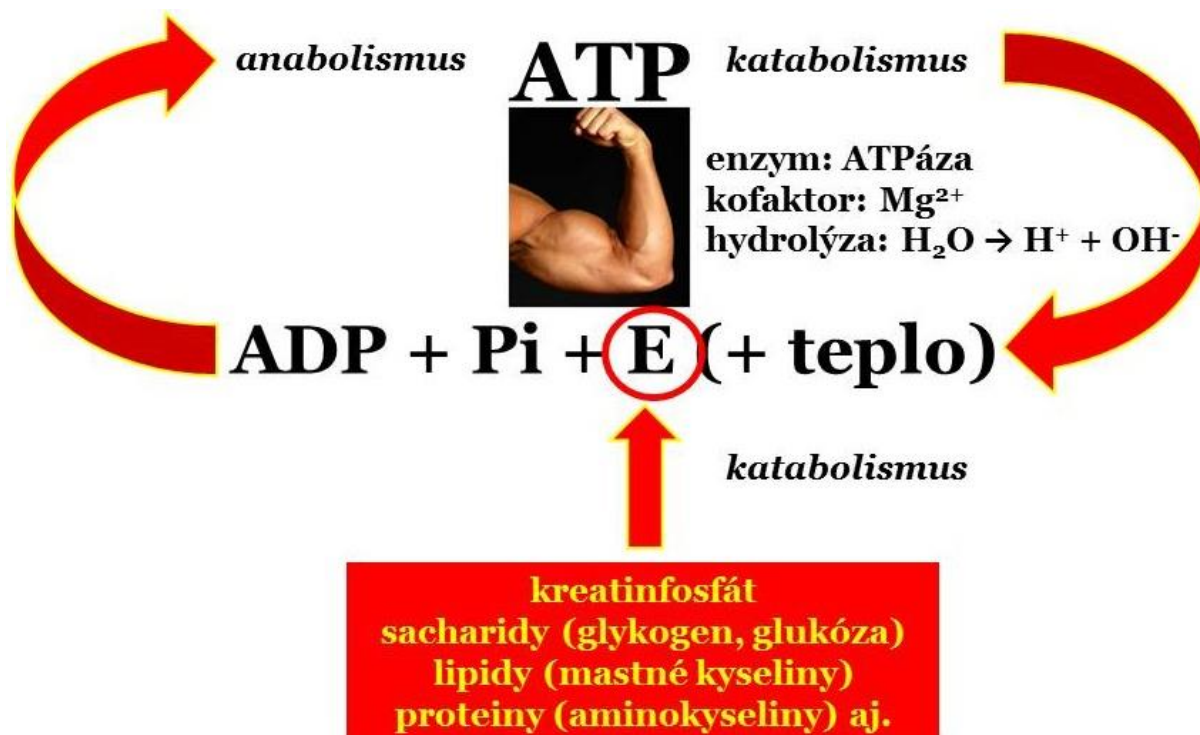 anabolismus
ATP
katabolismus
enzym: ATPáza
kofaktor: Mg²⁺
hydrolýza: H₂O → H⁺ + OH⁻
ADP + Pi + E (+ teplo)
katabolismus
kreatinfosfát
sacharidy (glykogen, glukóza)
lipidy (mastné kyseliny)
proteiny (aminokyseliny) aj.